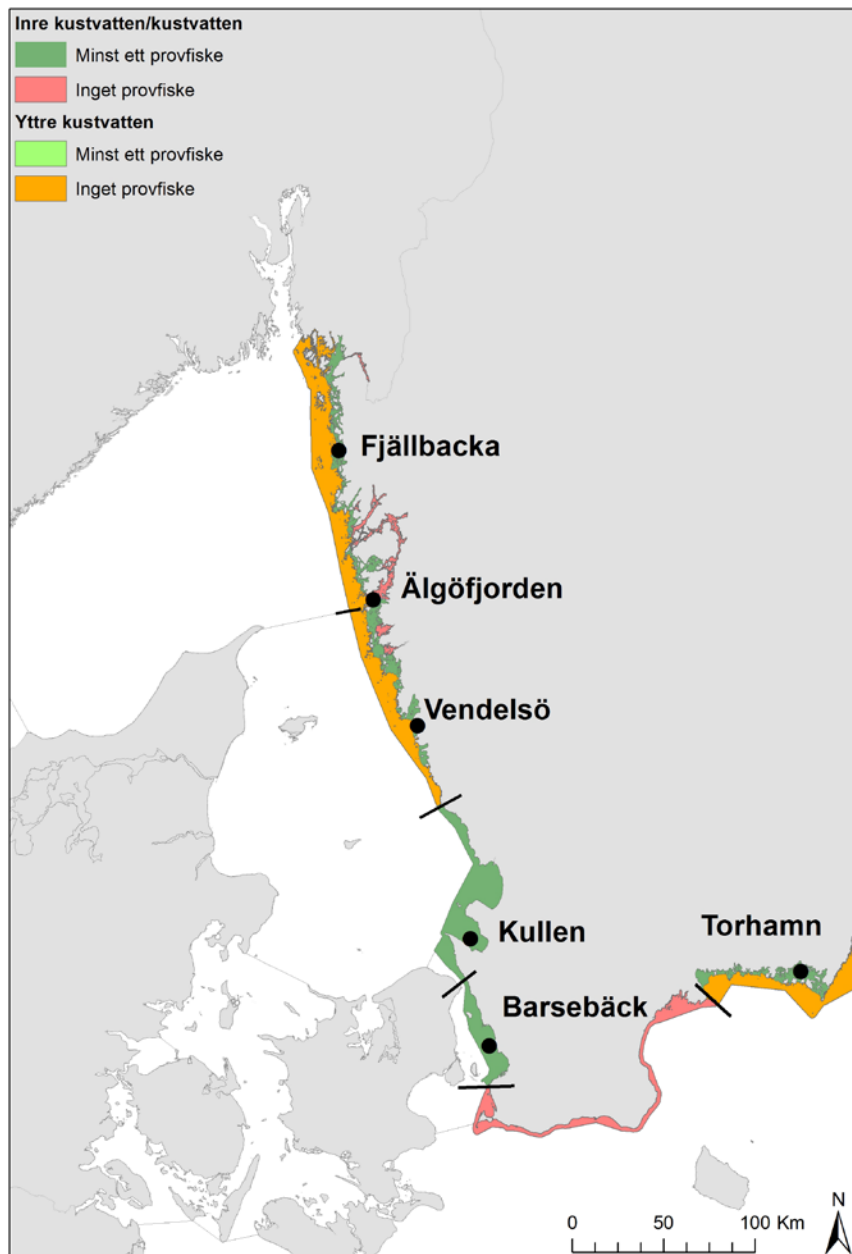 Inre kustvatten/kustvatten
Minst ett provfiske
Inget provfiske
Yttre kustvatten
Minst ett provfiske
Inget provfiske
Fjällbacka
Älgöfjorden
Vendelsö
Torhamn
Kullen
Barsebäck
N
0 50 100 Km